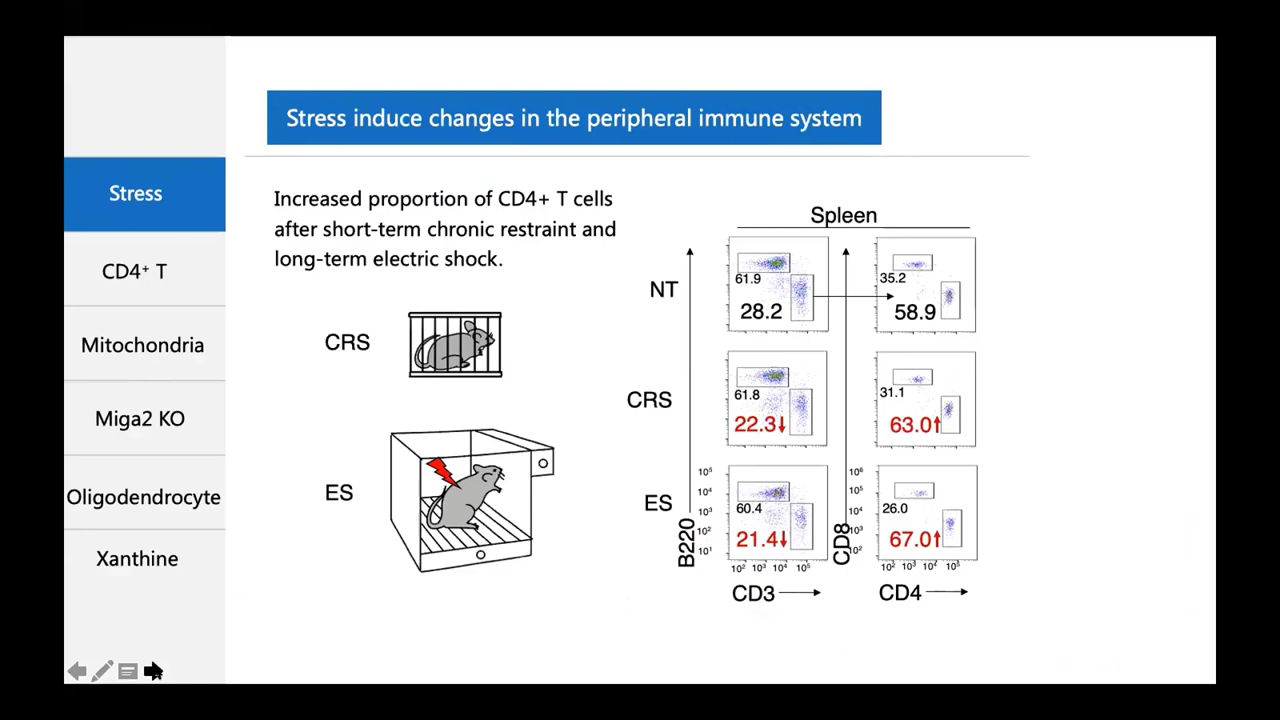 Stress induce changes in the peripheral immune system
Stress
CD4⁺ T
Mitochondria
Miga2 KO
Oligodendrocyte
Xanthine
Increased proportion of CD4+ T cells
after short-term chronic restraint and
long-term electric shock.
CRS
ES
Spleen
NT
61.9
28.2
35.2
58.9
CRS
61.8
22.3↓
31.1
63.0↑
ES
10⁵
10⁴
10³
10²
10¹
60.4
21.4↓
10⁶
10⁵
10⁴
10³
10²
26.0
67.0↑
B220
CD8
10² 10³ 10⁴ 10⁵
10² 10³ 10⁴ 10⁵
CD3
CD4